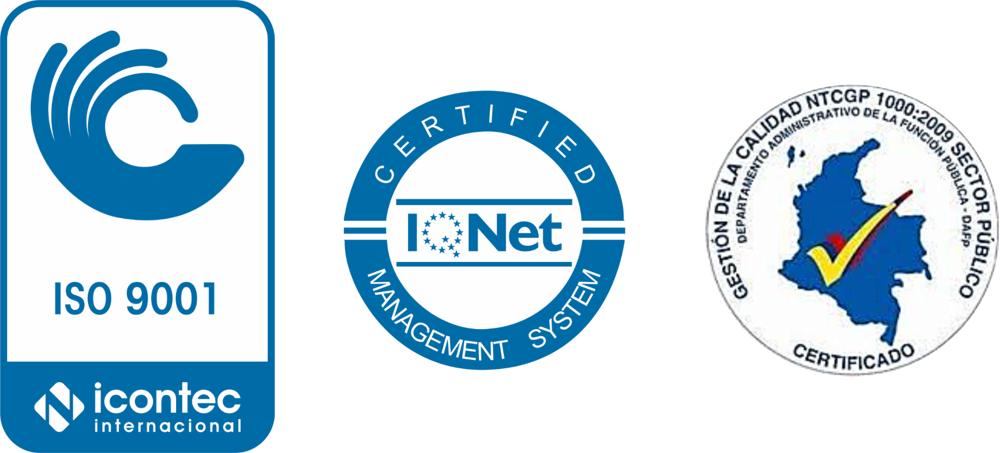 ISO 9001
icontec
internacional
CERTIFIED
IQNet
MANAGEMENT SYSTEM
GESTIÓN DE LA CALIDAD NTCGP 1000:2009 SECTOR PÚBLICO
DEPARTAMENTO ADMINISTRATIVO DE LA FUNCIÓN PÚBLICA - DAFP
CERTIFICADO